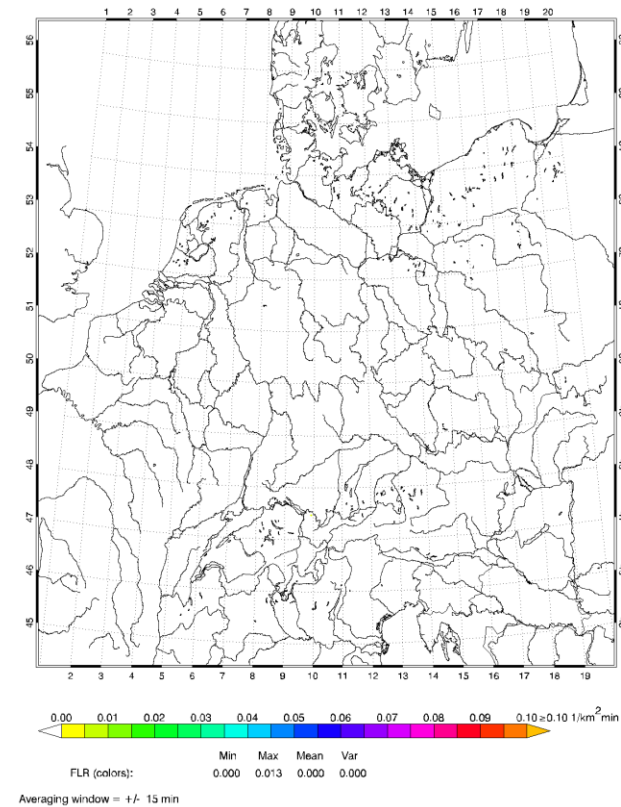 1 2 3 4 5 6 7 8 9 10 11 12 13 14 15 16 17 18 19 20
56
55
54
53
52
51
50
49
48
47
46
45
2 3 4 5 6 7 8 9 10 11 12 13 14 15 16 17 18 19
0.00 0.01 0.02 0.03 0.04 0.05 0.06 0.07 0.08 0.09 0.10 ≥0.10 1/km² min
Min Max Mean Var
FLR (colors): 0.000 0.013 0.000 0.000
Averaging window = +/- 15 min